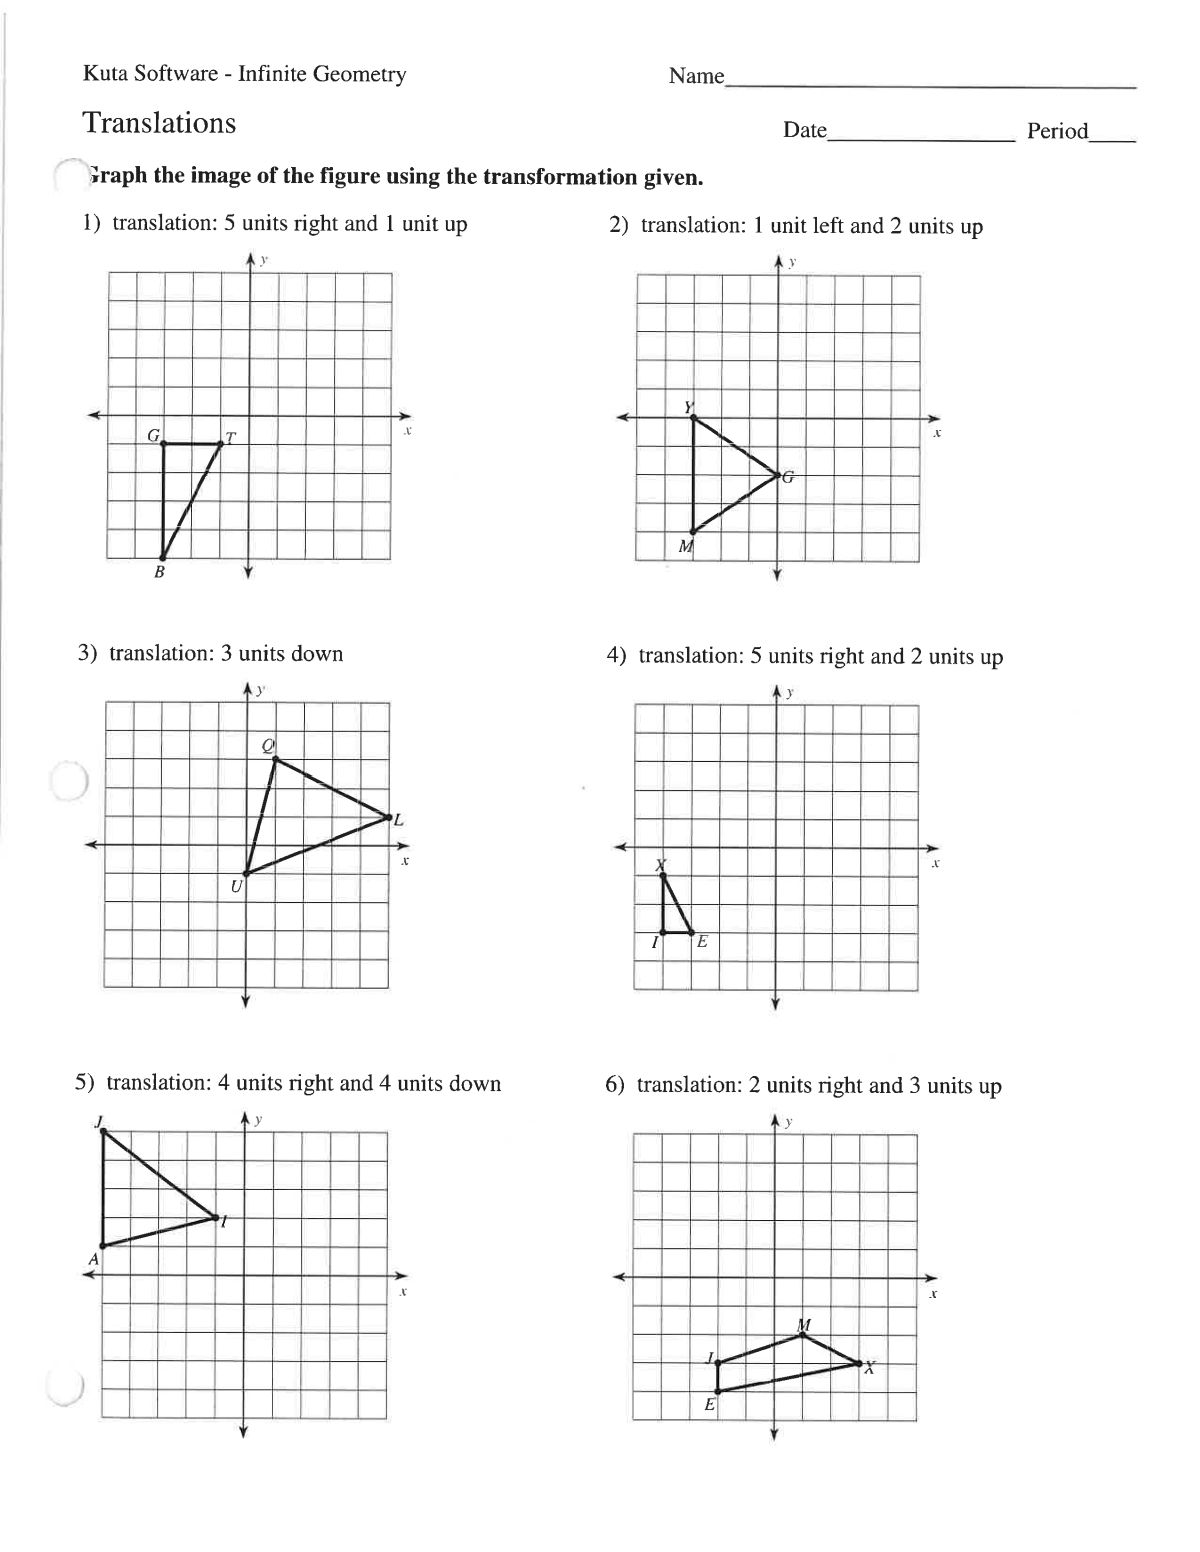 Kuta Software - Infinite Geometry
Name
Translations
Date Period
Graph the image of the figure using the transformation given.
1) translation: 5 units right and 1 unit up
2) translation: 1 unit left and 2 units up
y
x
G
T
B
y
x
Y
G
M
3) translation: 3 units down
4) translation: 5 units right and 2 units up
y
x
Q
L
U
y
x
X
I
E
5) translation: 4 units right and 4 units down
6) translation: 2 units right and 3 units up
y
x
J
I
A
y
x
M
J
X
E